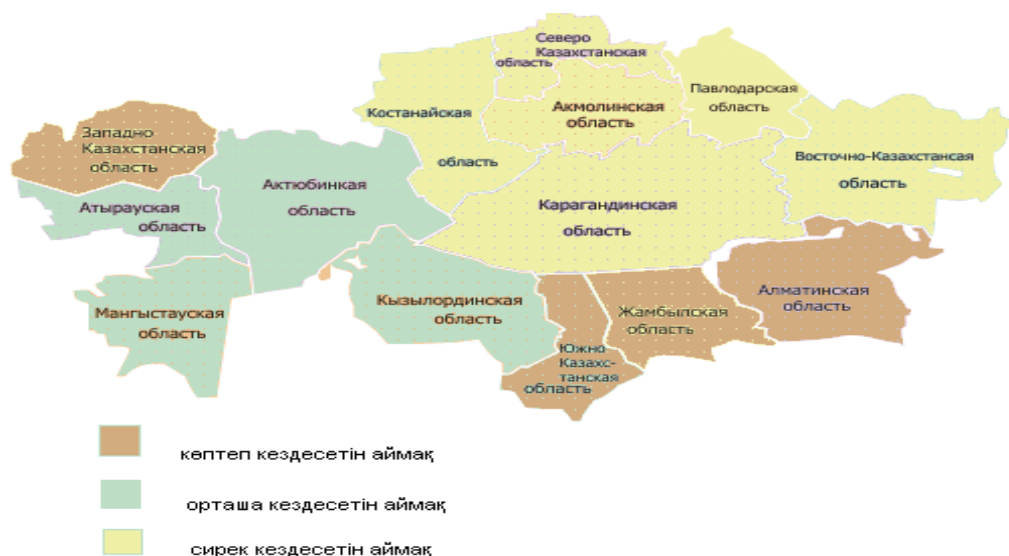 Северо
Казахстанская
область
Костанайская
область
Акмолинская
область
Павлодарская
область
Западно
Казахстанская
область
Актюбинкая
область
Восточно-Казахстанса
область
Атырауская
область
Карагандинская
область
Мангыстауская
область
Кызылординская
область
Жамбылская
область
Алматинская
область
Южно
Казахс-
танская
область
көптеп кездесетін аймақ
орташа кездесетін аймақ
сирек кездесетін аймақ